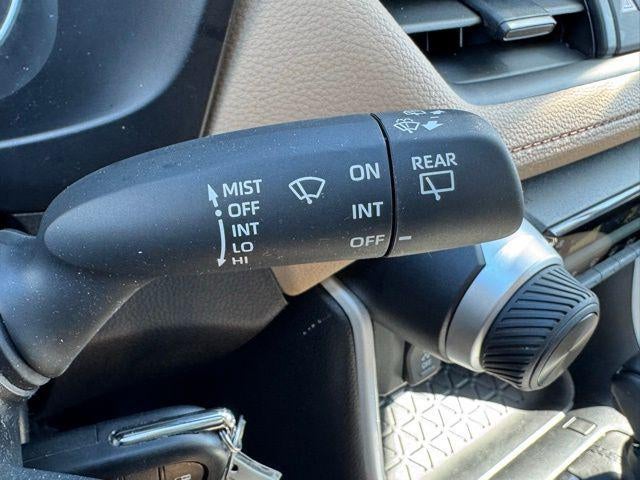 MIST
OFF
INT
LO
HI
ON
INT
OFF
REAR